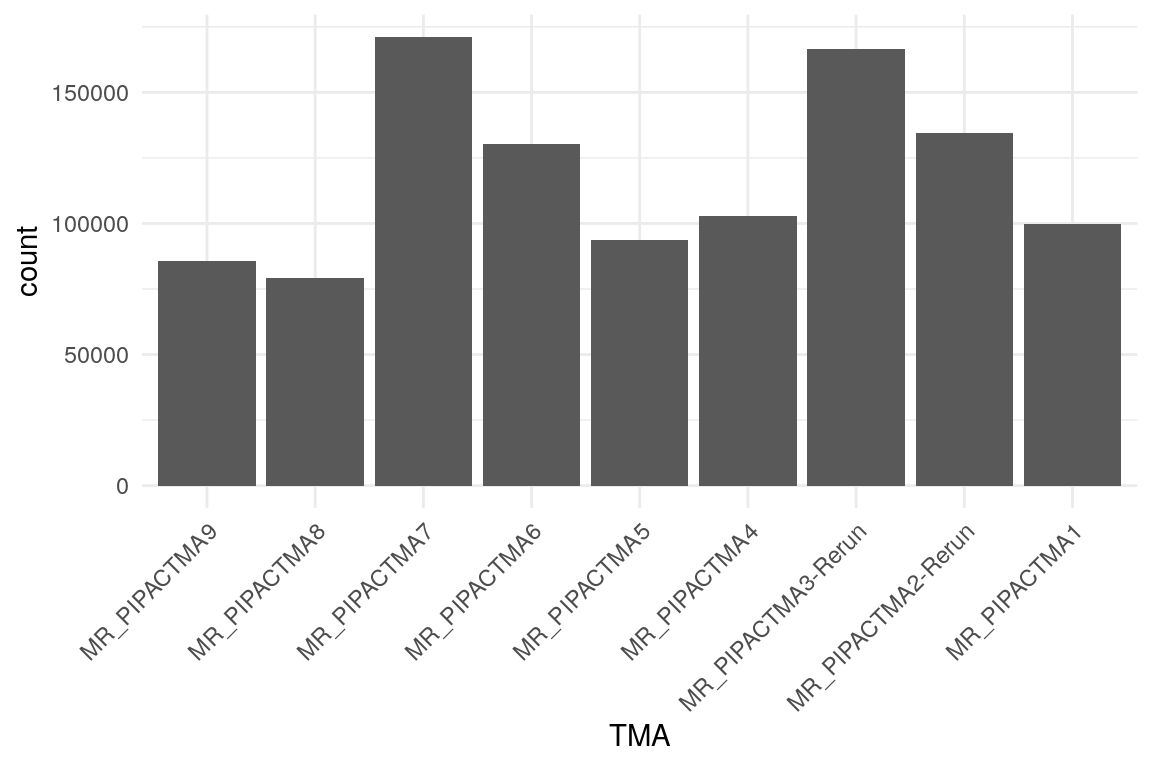 150000
100000
50000
0
count
MR_PIPACTMA9
MR_PIPACTMA8
MR_PIPACTMA7
MR_PIPACTMA6
MR_PIPACTMA5
MR_PIPACTMA4
MR_PIPACTMA3-Rerun
MR_PIPACTMA2-Rerun
MR_PIPACTMA1
TMA